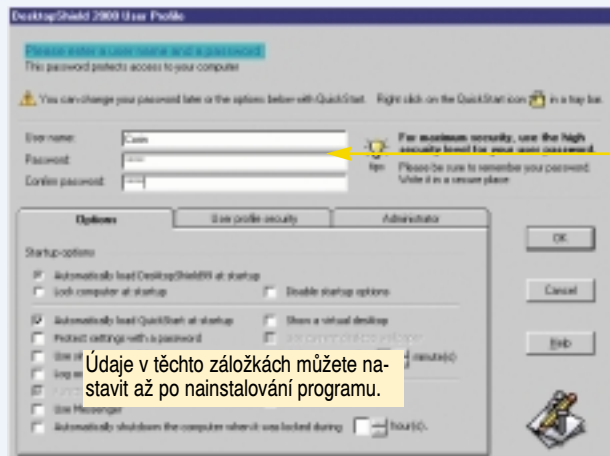 DesktopShield 2000 User Profile
Please enter a user name and a password.
This password protects access to your computer
You can change your password later or the options below with QuickStart. Right click on the QuickStart icon in a tray bar.
User name:
Password:
Confirm password:
For maximum security, use the high
security level for your user password.
Tips
Please be sure to remember your password.
Write it in a secure place
Options
User profile security
Administrator
OK
Startup options
Automatically load DesktopShield99 at startup
Lock computer at startup
Disable startup options
Cancel
Automatically load QuickStart at startup
Show a virtual desktop
Protect settings with a password
Help
Use
minute(s)
Údaje v těchto záložkách můžete na-
stavit až po nainstalování programu.
Use Messenger
Automatically shutdown the computer when it was locked during
hour(s).